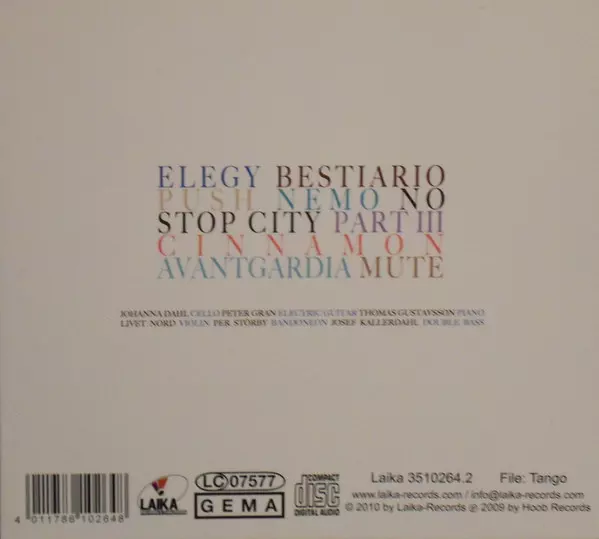 ELEGY BESTIARIO
PUSH NEMO NO
STOP CITY PART III
CINNAMON
AVANTGARDIA MUTE
JOHANNA DAHL CELLO PETER GRAN ELECTRIC GUITAR THOMAS GUSTAVSSON PIANO
LIVET NORD VIOLIN PER STÖRBY BANDONEON JOSEF KALLERDAHL DOUBLE BASS
4 011786 102648
LAIKA
LC 07577
GEMA
COMPACT
disc
DIGITAL AUDIO
Laika 3510264.2 File: Tango
www.laika-records.com / info@laika-records.com
© 2010 by Laika-Records ℗ 2009 by Hoob Records